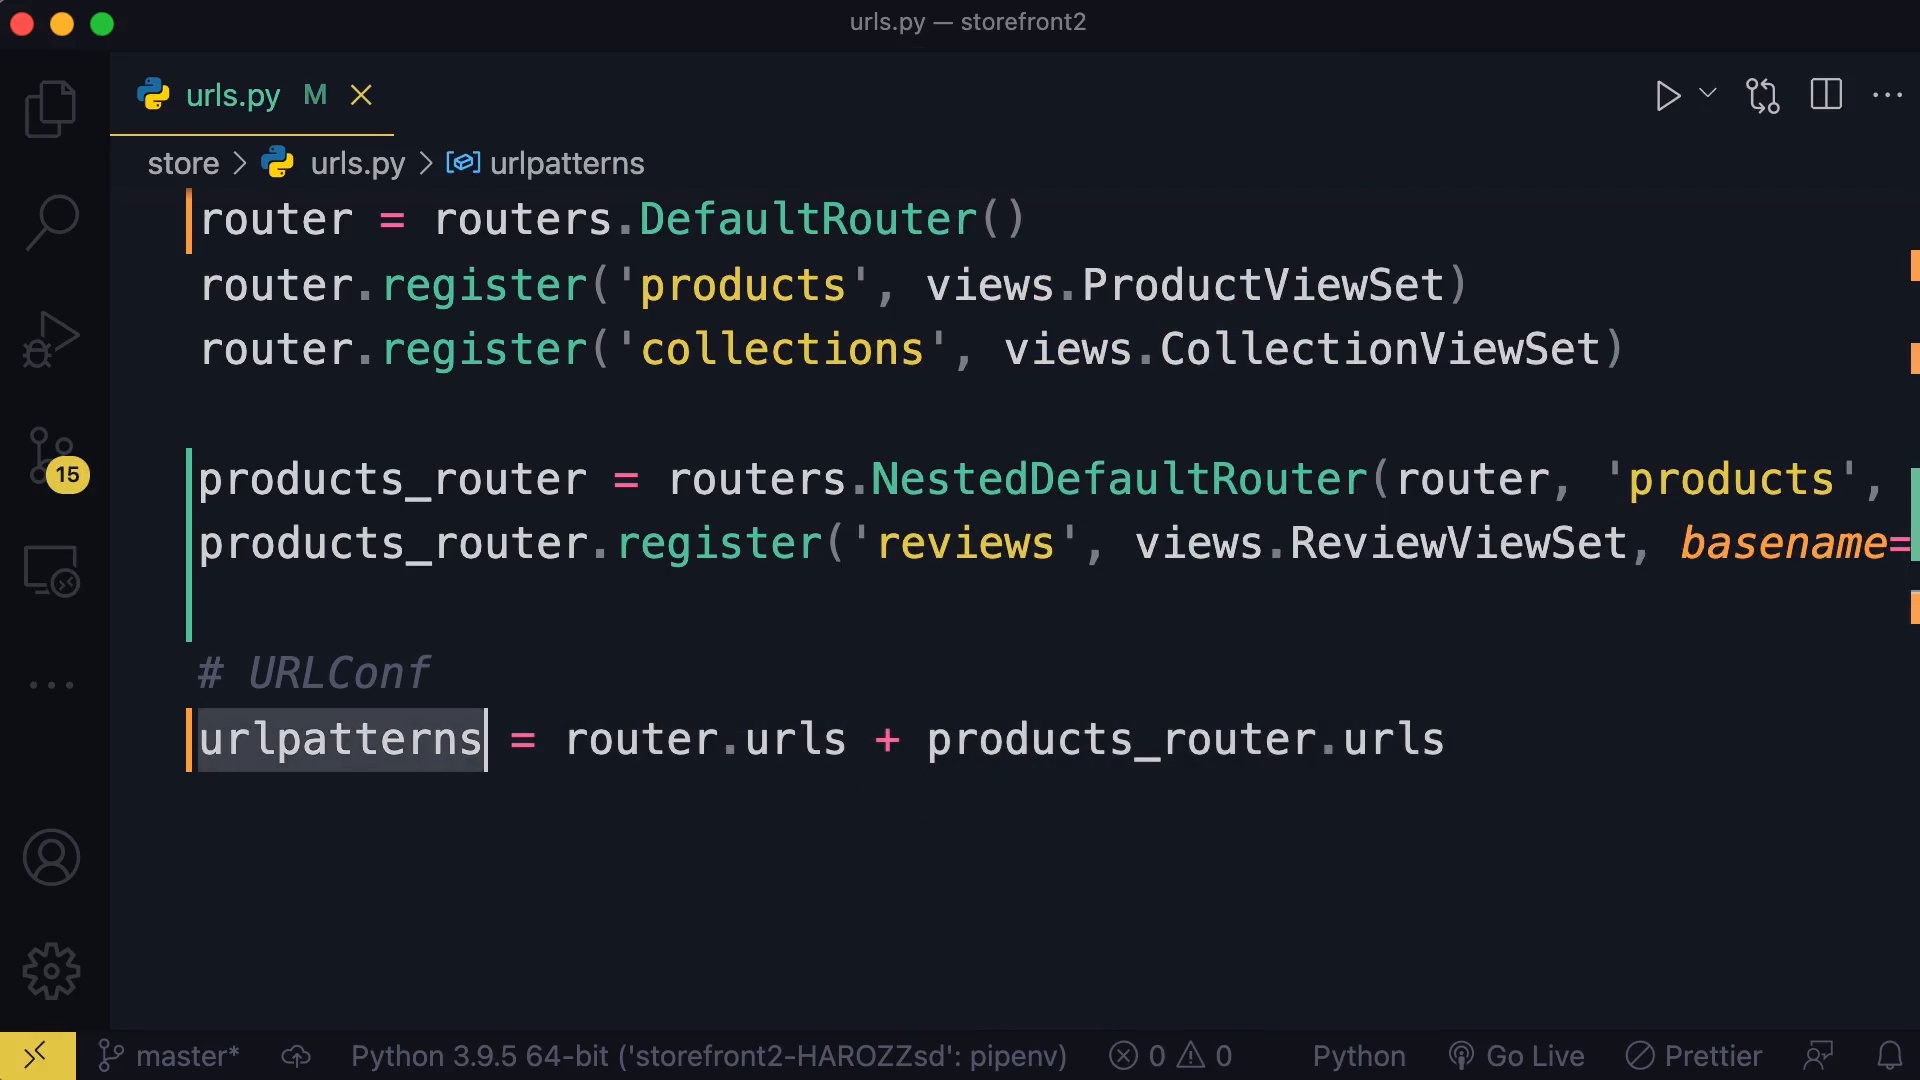 urls.py — storefront2
urls.py M
store > urls.py > urlpatterns
router = routers.DefaultRouter()
router.register('products', views.ProductViewSet)
router.register('collections', views.CollectionViewSet)
products_router = routers.NestedDefaultRouter(router, 'products',
products_router.register('reviews', views.ReviewViewSet, basename=
# URLConf
urlpatterns = router.urls + products_router.urls
15
master* Python 3.9.5 64-bit ('storefront2-HAROZZsd': pipenv) 0 0 Python Go Live Prettier